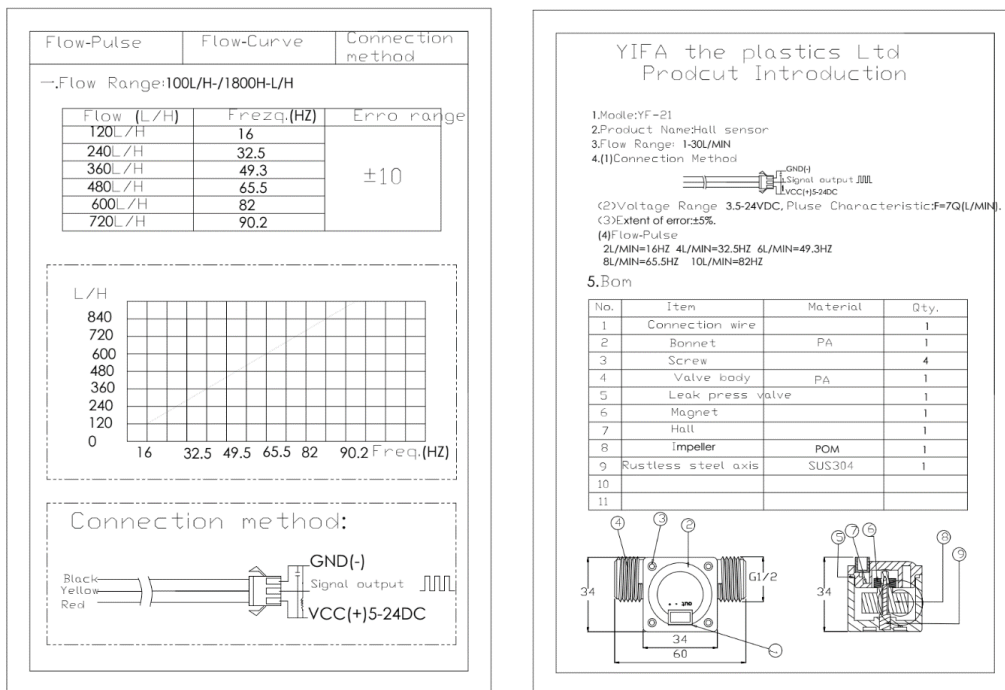 Flow-Pulse Flow-Curve Connection method
一.Flow Range:100L/H-/1800H-L/H
Flow (L/H) Frezq.(HZ) Erro range
120L/H 16
240L/H 32.5
360L/H 49.3
480L/H 65.5
600L/H 82
720L/H 90.2
±10
L/H
840
720
600
480
360
240
120
0
16 32.5 49.5 65.5 82 90.2 Freq.(HZ)
Connection method:
Black
Yellow
Red
GND(-)
Signal output
VCC(+)5-24DC
YIFA the plastics Ltd
Prodcut Introduction
1.Modle:YF-21
2.Product Name:Hall sensor
3.Flow Range: 1-30L/MIN
4.(1)Connection Method
GND(-)
Signal output
VCC(+)5-24DC
(2)Voltage Range 3.5-24VDC, Pluse Characteristic:F=7Q(L/MIN).
(3)Extent of error:±5%.
(4)Flow-Pulse
2L/MIN=16HZ 4L/MIN=32.5HZ 6L/MIN=49.3HZ
8L/MIN=65.5HZ 10L/MIN=82HZ
5.Bom
No. Item Material Qty.
1 Connection wire 1
2 Bonnet PA 1
3 Screw 4
4 Valve body PA 1
5 Leak press valve 1
6 Magnet 1
7 Hall 1
8 Impeller POM 1
9 Rustless steel axis SUS304 1
10
11
4 3 2
34
G1/2
out
34
60
1
5 7 6 8 9
34